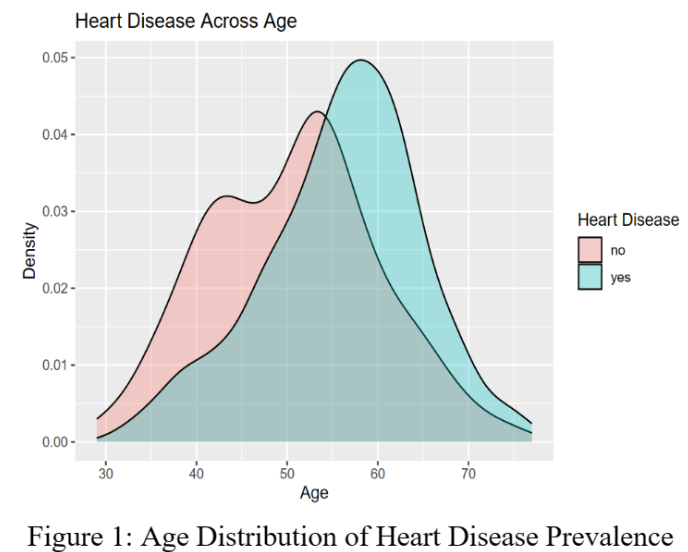 Heart Disease Across Age
0.05
0.04
0.03
0.02
0.01
0.00
Density
30 40 50 60 70
Age
Heart Disease
no
yes
Figure 1: Age Distribution of Heart Disease Prevalence